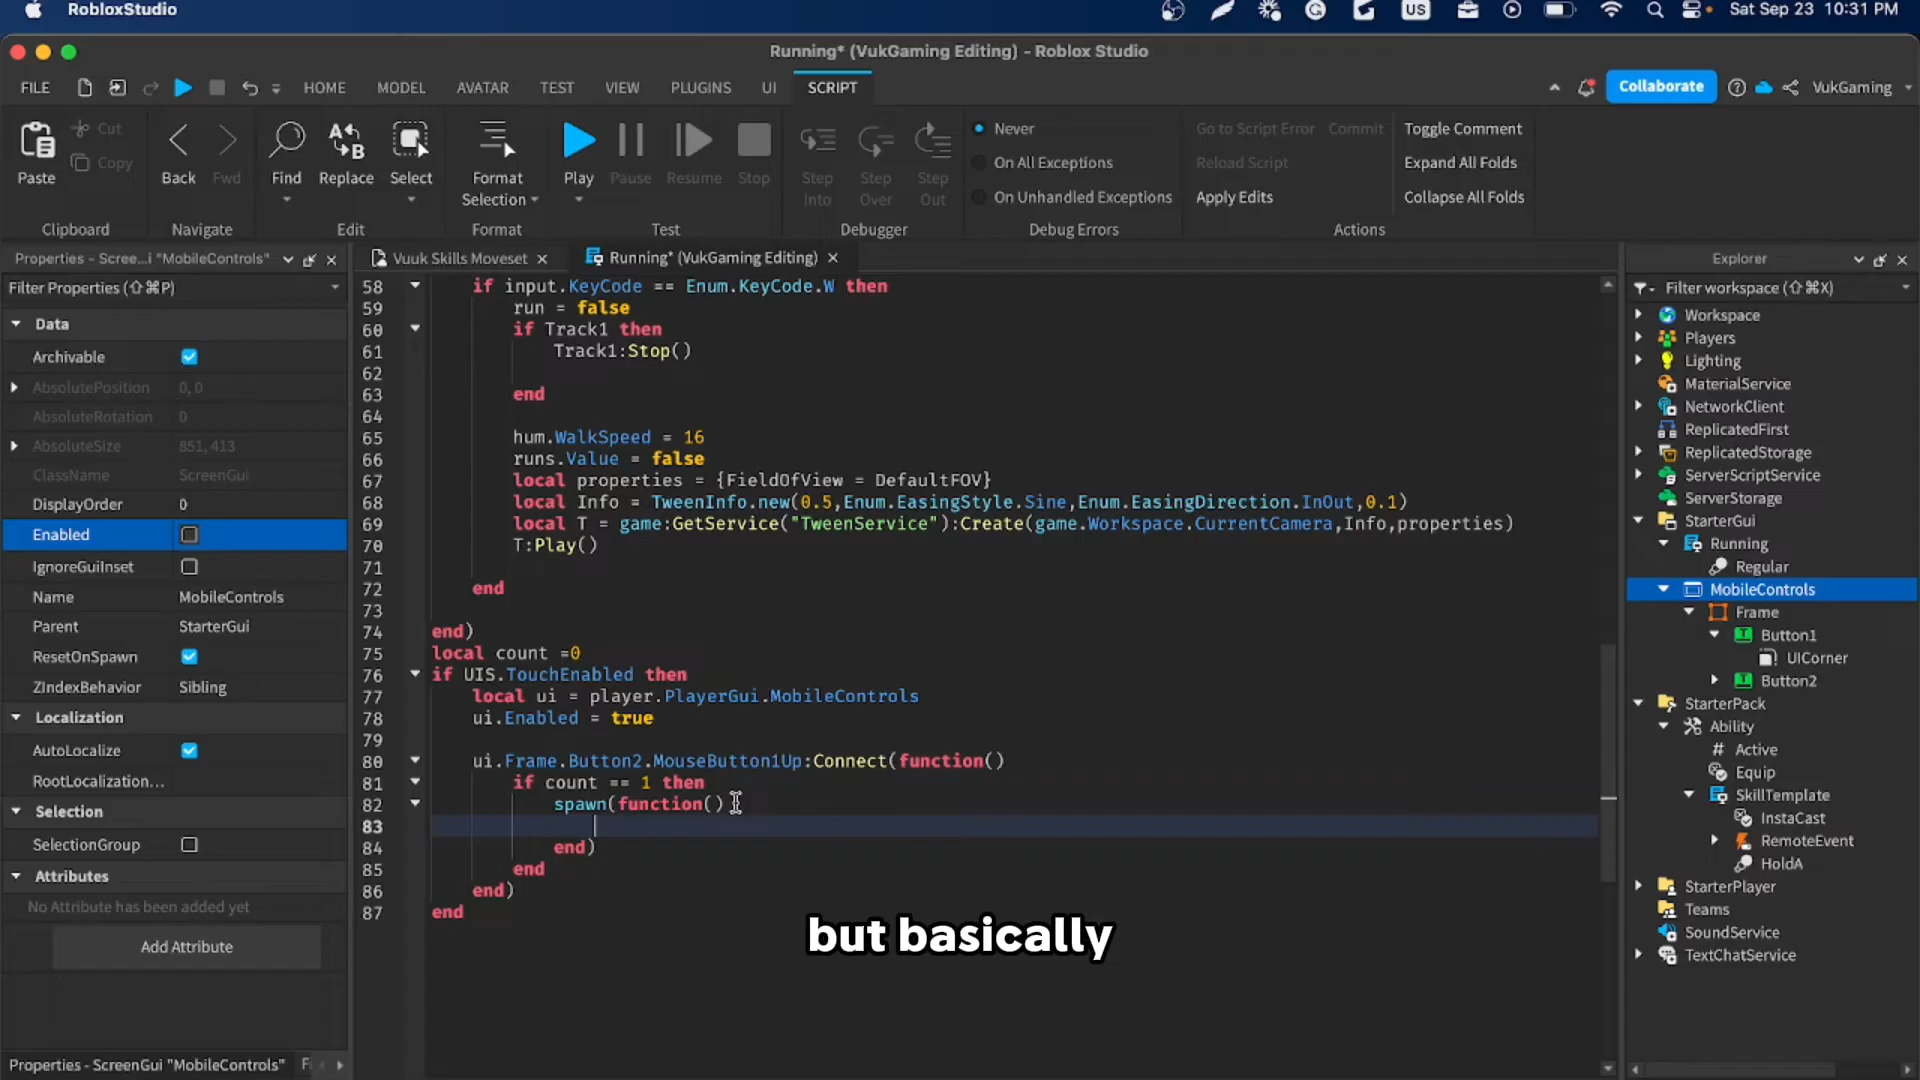 RobloxStudio
US
Sat Sep 23 10:31 PM
Running* (VukGaming Editing) - Roblox Studio
FILE
HOME
MODEL
AVATAR
TEST
VIEW
PLUGINS
UI
SCRIPT
Collaborate
VukGaming
Paste
Cut
Copy
Clipboard
Back
Fwd
Navigate
Find
Replace
Select
Edit
Format
Selection
Format
Play
Pause
Resume
Stop
Test
Step
Into
Step
Over
Step
Out
Debugger
Never
On All Exceptions
On Unhandled Exceptions
Debug Errors
Go to Script Error
Commit
Reload Script
Apply Edits
Toggle Comment
Expand All Folds
Collapse All Folds
Actions
Properties - Scree...i "MobileControls"
Filter Properties (⇧⌘P)
Data
Archivable
AbsolutePosition 0, 0
AbsoluteRotation 0
AbsoluteSize 851, 413
ClassName ScreenGui
DisplayOrder 0
Enabled
IgnoreGuiInset
Name MobileControls
Parent StarterGui
ResetOnSpawn
ZIndexBehavior Sibling
Localization
AutoLocalize
RootLocalization...
Selection
SelectionGroup
Attributes
No Attribute has been added yet
Add Attribute
Properties - ScreenGui "MobileControls"
Vuuk Skills Moveset
Running* (VukGaming Editing)
58 if input.KeyCode == Enum.KeyCode.W then
59 run = false
60 if Track1 then
61 Track1:Stop()
62
63 end
64
65 hum.WalkSpeed = 16
66 runs.Value = false
67 local properties = {FieldOfView = DefaultFOV}
68 local Info = TweenInfo.new(0.5,Enum.EasingStyle.Sine,Enum.EasingDirection.InOut,0.1)
69 local T = game:GetService("TweenService"):Create(game.Workspace.CurrentCamera,Info,properties)
70 T:Play()
71
72 end
73
74 end)
75 local count =0
76 if UIS.TouchEnabled then
77 local ui = player.PlayerGui.MobileControls
78 ui.Enabled = true
79
80 ui.Frame.Button2.MouseButton1Up:Connect(function()
81 if count == 1 then
82 spawn(function()
83
84 end)
85 end
86 end)
87 end
but basically
Explorer
Filter workspace (⇧⌘X)
Workspace
Players
Lighting
MaterialService
NetworkClient
ReplicatedFirst
ReplicatedStorage
ServerScriptService
ServerStorage
StarterGui
Running
Regular
MobileControls
Frame
Button1
UICorner
Button2
StarterPack
Ability
Active
Equip
SkillTemplate
InstaCast
RemoteEvent
HoldA
StarterPlayer
Teams
SoundService
TextChatService